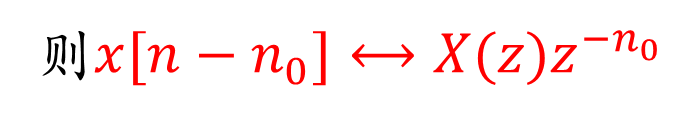 则x[n − n₀] ↔ X(z)z⁻ⁿ⁰